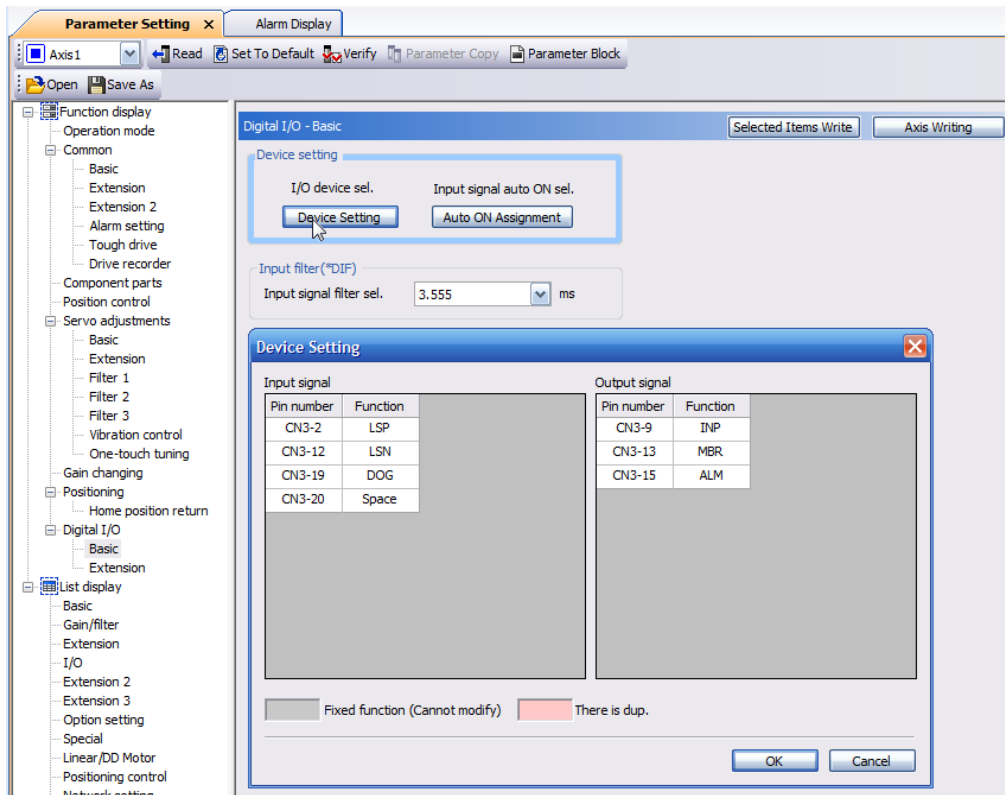 Parameter Setting X Alarm Display
Axis1 Read Set To Default Verify Parameter Copy Parameter Block
Open Save As
Function display
Operation mode
Common
Basic
Extension
Extension 2
Alarm setting
Tough drive
Drive recorder
Component parts
Position control
Servo adjustments
Basic
Extension
Filter 1
Filter 2
Filter 3
Vibration control
One-touch tuning
Gain changing
Positioning
Home position return
Digital I/O
Basic
Extension
List display
Basic
Gain/filter
Extension
I/O
Extension 2
Extension 3
Option setting
Special
Linear/DD Motor
Positioning control
Network setting
Digital I/O - Basic Selected Items Write Axis Writing
Device setting
I/O device sel. Input signal auto ON sel.
Device Setting Auto ON Assignment
Input filter(*DIF)
Input signal filter sel. 3.555 ms
Device Setting
Input signal
Pin number Function
CN3-2 LSP
CN3-12 LSN
CN3-19 DOG
CN3-20 Space
Output signal
Pin number Function
CN3-9 INP
CN3-13 MBR
CN3-15 ALM
Fixed function (Cannot modify) There is dup.
OK Cancel